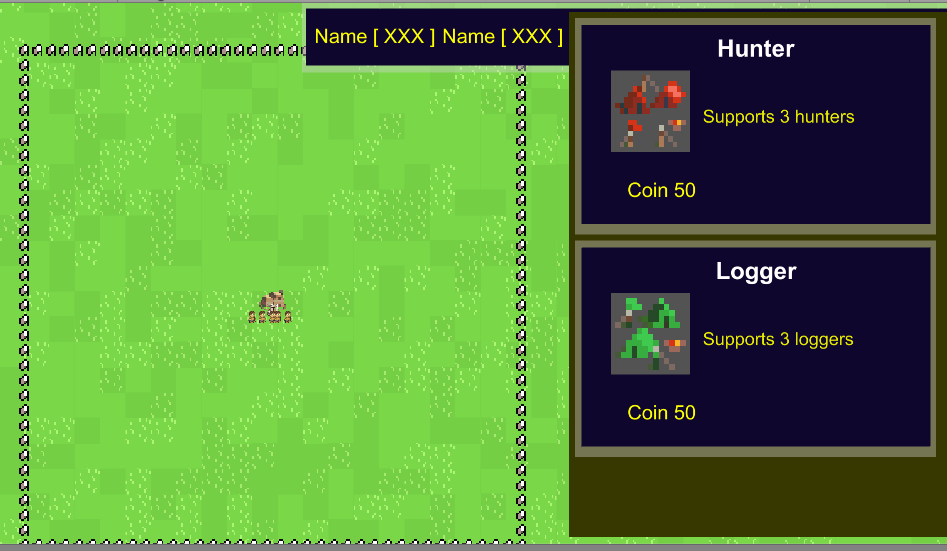 Name [ XXX ] Name [ XXX ]
Hunter
Supports 3 hunters
Coin 50
Logger
Supports 3 loggers
Coin 50